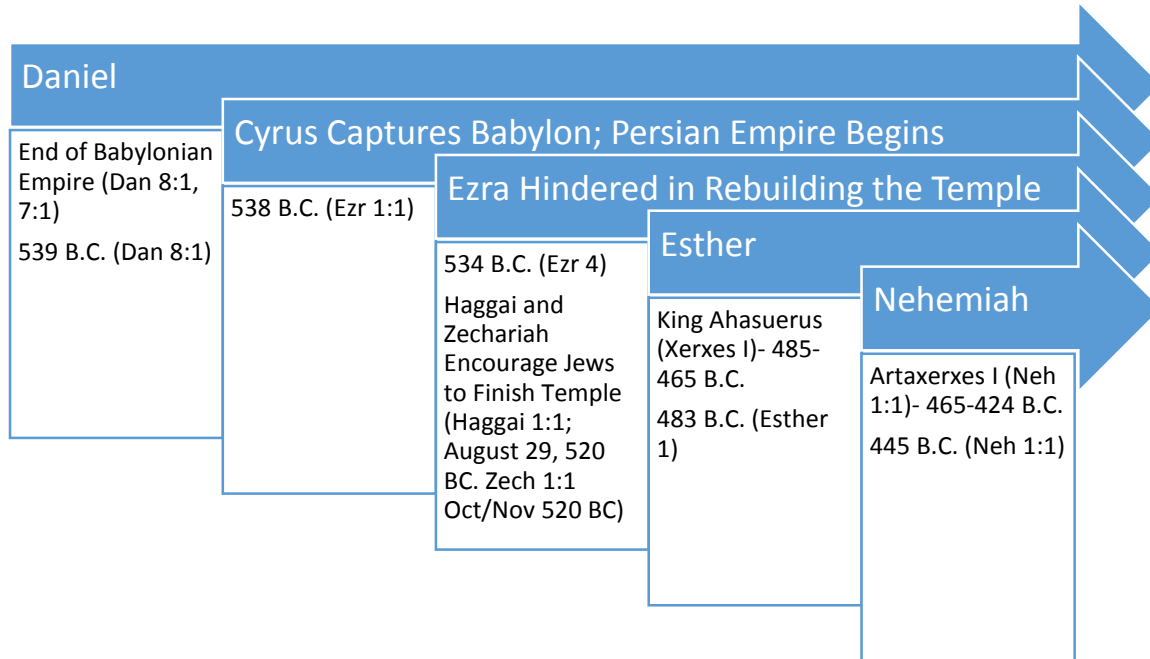 Daniel
End of Babylonian
Empire (Dan 8:1,
7:1)
539 B.C. (Dan 8:1)
Cyrus Captures Babylon; Persian Empire Begins
538 B.C. (Ezr 1:1)
Ezra Hindered in Rebuilding the Temple
534 B.C. (Ezr 4)
Haggai and
Zechariah
Encourage Jews
to Finish Temple
(Haggai 1:1;
August 29, 520
BC. Zech 1:1
Oct/Nov 520 BC)
Esther
King Ahasuerus
(Xerxes I)- 485-
465 B.C.
483 B.C. (Esther
1)
Nehemiah
Artaxerxes I (Neh
1:1)- 465-424 B.C.
445 B.C. (Neh 1:1)